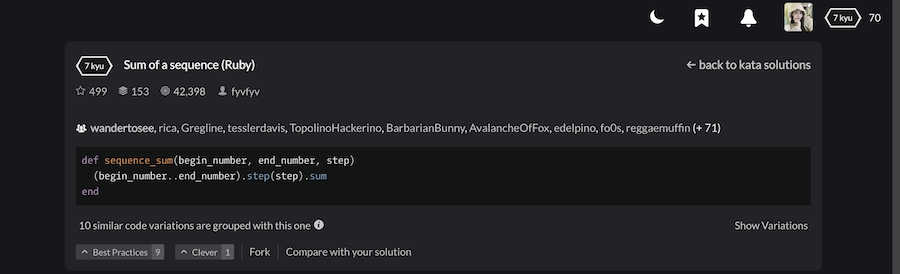 7 kyu 70
7 kyu Sum of a sequence (Ruby) ← back to kata solutions
499 153 42,398 fyvfyv
wandertosee, rica, Gregline, tesslerdavis, TopolinoHackerino, BarbarianBunny, AvalancheOfFox, edelpino, fo0s, reggaemuffin (+ 71)
def sequence_sum(begin_number, end_number, step)
  (begin_number..end_number).step(step).sum
end
10 similar code variations are grouped with this one Show Variations
Best Practices 9 Clever 1 Fork Compare with your solution